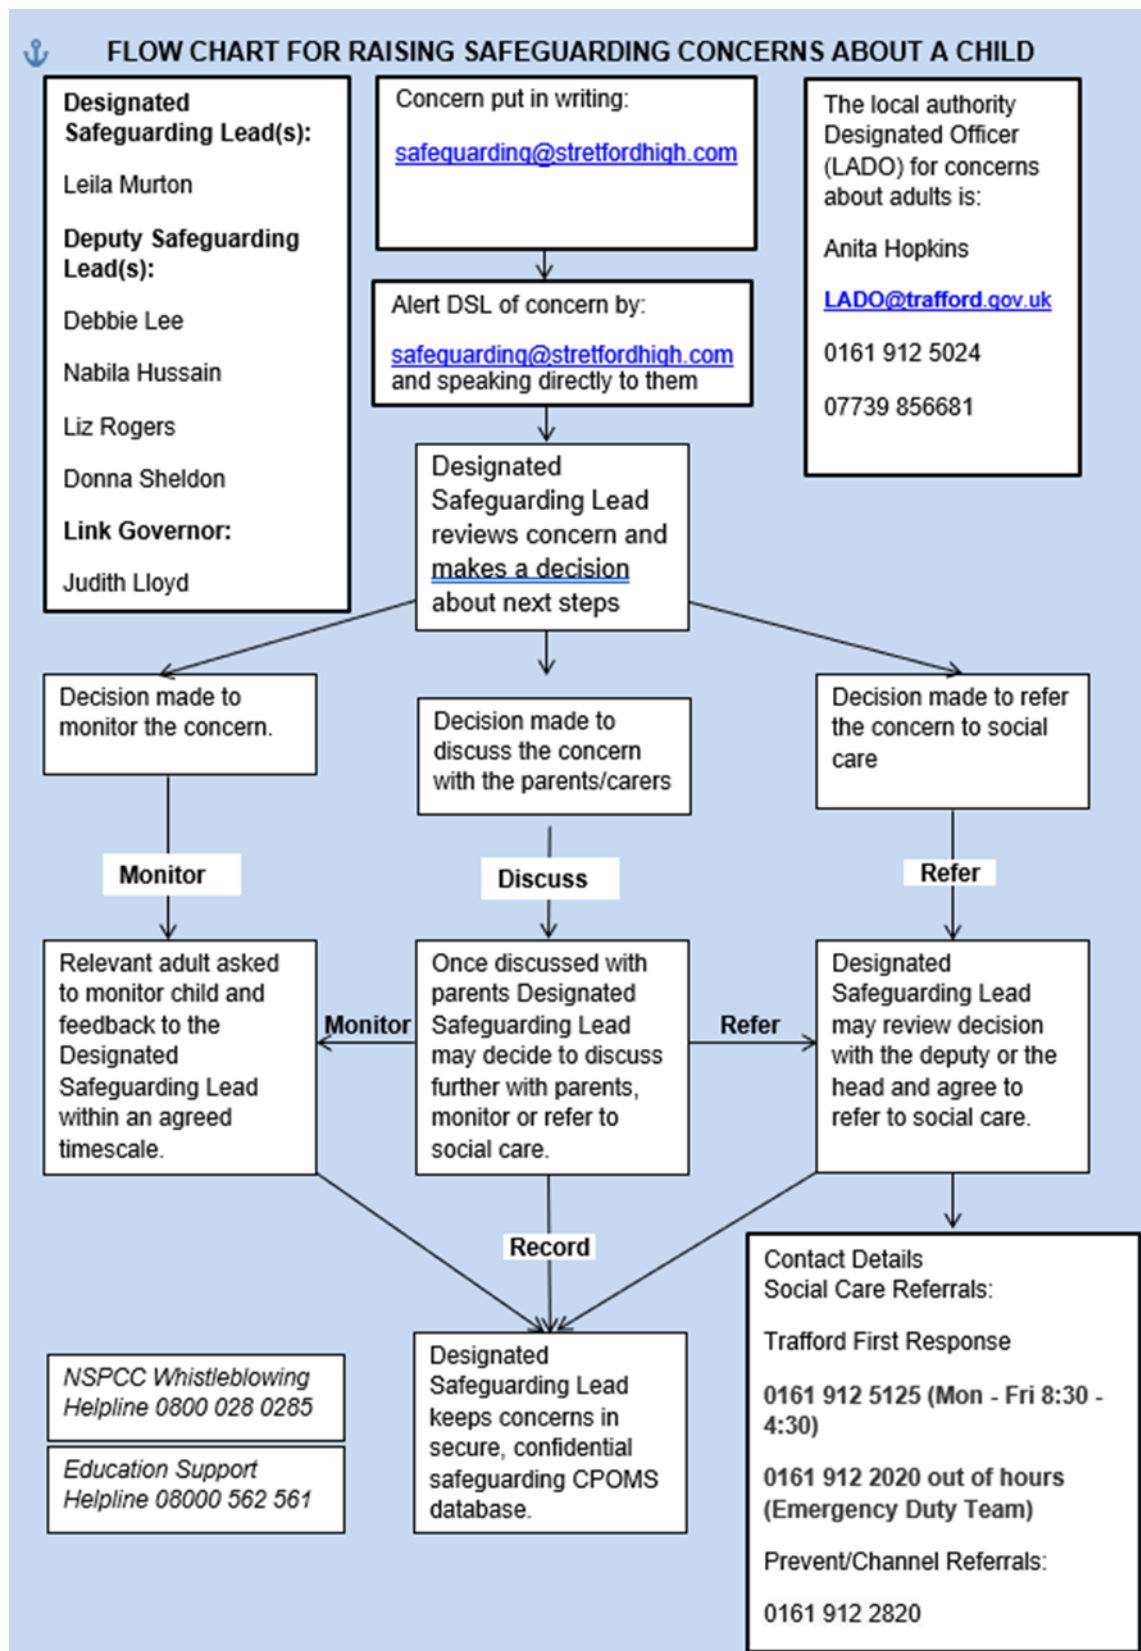 FLOW CHART FOR RAISING SAFEGUARDING CONCERNS ABOUT A CHILD
Designated
Safeguarding Lead(s):
Leila Murton
Deputy Safeguarding
Lead(s):
Debbie Lee
Nabila Hussain
Liz Rogers
Donna Sheldon
Link Governor:
Judith Lloyd
Concern put in writing:
safeguarding@stretfordhigh.com
The local authority
Designated Officer
(LADO) for concerns
about adults is:
Anita Hopkins
LADO@trafford.gov.uk
0161 912 5024
07739 856681
Alert DSL of concern by:
safeguarding@stretfordhigh.com
and speaking directly to them
Designated
Safeguarding Lead
reviews concern and
makes a decision
about next steps
Decision made to
monitor the concern.
Decision made to
discuss the concern
with the parents/carers
Decision made to refer
the concern to social
care
Monitor
Discuss
Refer
Relevant adult asked
to monitor child and
feedback to the
Designated
Safeguarding Lead
within an agreed
timescale.
Monitor
Once discussed with
parents Designated
Safeguarding Lead
may decide to discuss
further with parents,
monitor or refer to
social care.
Refer
Designated
Safeguarding Lead
may review decision
with the deputy or the
head and agree to
refer to social care.
Record
Designated
Safeguarding Lead
keeps concerns in
secure, confidential
safeguarding CPOMS
database.
Contact Details
Social Care Referrals:
Trafford First Response
0161 912 5125 (Mon - Fri 8:30 -
4:30)
0161 912 2020 out of hours
(Emergency Duty Team)
Prevent/Channel Referrals:
0161 912 2820
NSPCC Whistleblowing
Helpline 0800 028 0285
Education Support
Helpline 08000 562 561